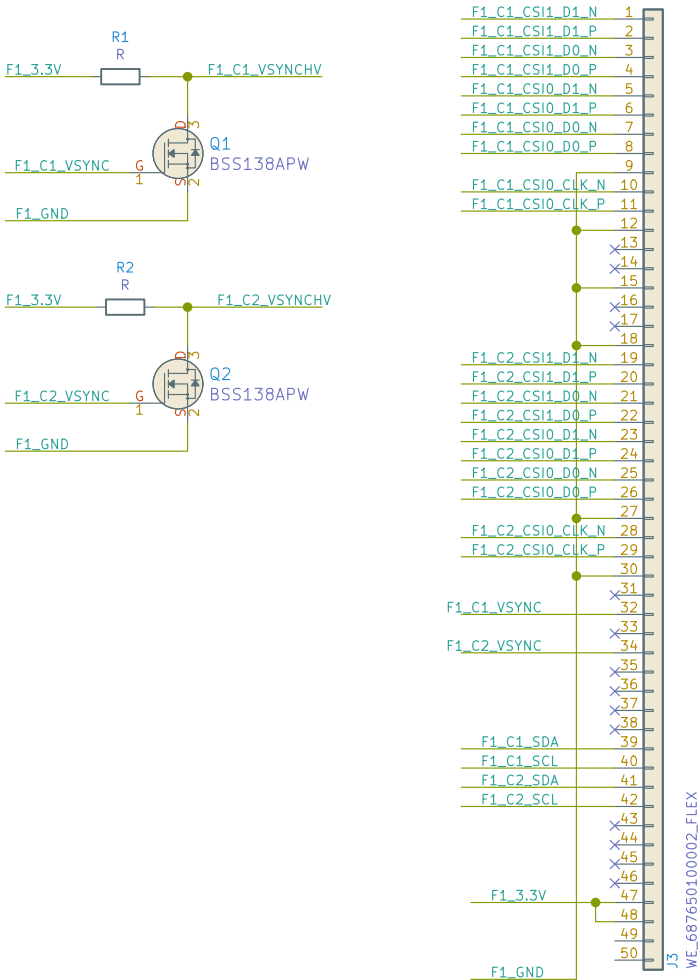 R1
R
F1_3.3V
F1_C1_VSYNCHV
D
3
Q1
BSS138APW
F1_C1_VSYNC
G
1
S
2
F1_GND
R2
R
F1_3.3V
F1_C2_VSYNCHV
D
3
Q2
BSS138APW
F1_C2_VSYNC
G
1
S
2
F1_GND
F1_C1_CSI1_D1_N 1
F1_C1_CSI1_D1_P 2
F1_C1_CSI1_D0_N 3
F1_C1_CSI1_D0_P 4
F1_C1_CSI0_D1_N 5
F1_C1_CSI0_D1_P 6
F1_C1_CSI0_D0_N 7
F1_C1_CSI0_D0_P 8
9
F1_C1_CSI0_CLK_N 10
F1_C1_CSI0_CLK_P 11
12
13
14
15
16
17
18
F1_C2_CSI1_D1_N 19
F1_C2_CSI1_D1_P 20
F1_C2_CSI1_D0_N 21
F1_C2_CSI1_D0_P 22
F1_C2_CSI0_D1_N 23
F1_C2_CSI0_D1_P 24
F1_C2_CSI0_D0_N 25
F1_C2_CSI0_D0_P 26
27
F1_C2_CSI0_CLK_N 28
F1_C2_CSI0_CLK_P 29
30
31
F1_C1_VSYNC 32
33
F1_C2_VSYNC 34
35
36
37
38
F1_C1_SDA 39
F1_C1_SCL 40
F1_C2_SDA 41
F1_C2_SCL 42
43
44
45
46
F1_3.3V 47
48
49
50
F1_GND
J3
WE_687650100002_FLEX